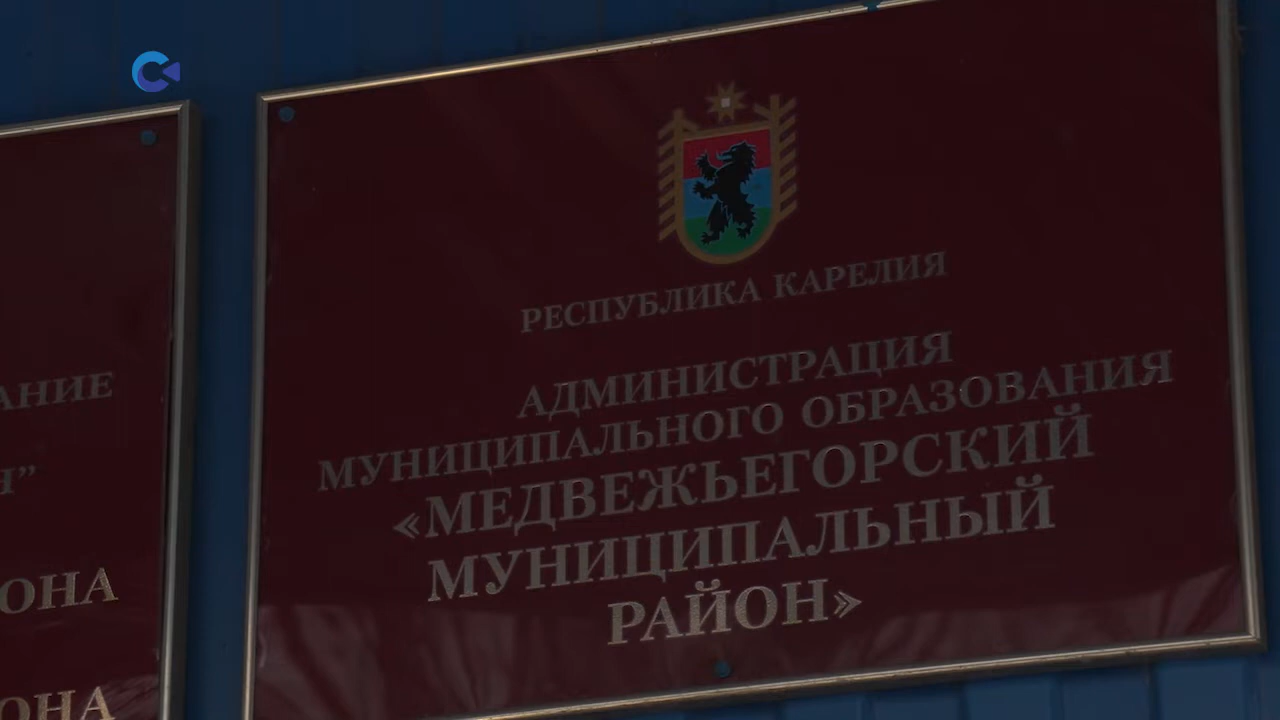 РЕСПУБЛИКА КАРЕЛИЯ
АДМИНИСТРАЦИЯ
МУНИЦИПАЛЬНОГО ОБРАЗОВАНИЯ
«МЕДВЕЖЬЕГОРСКИЙ
МУНИЦИПАЛЬНЫЙ
РАЙОН»